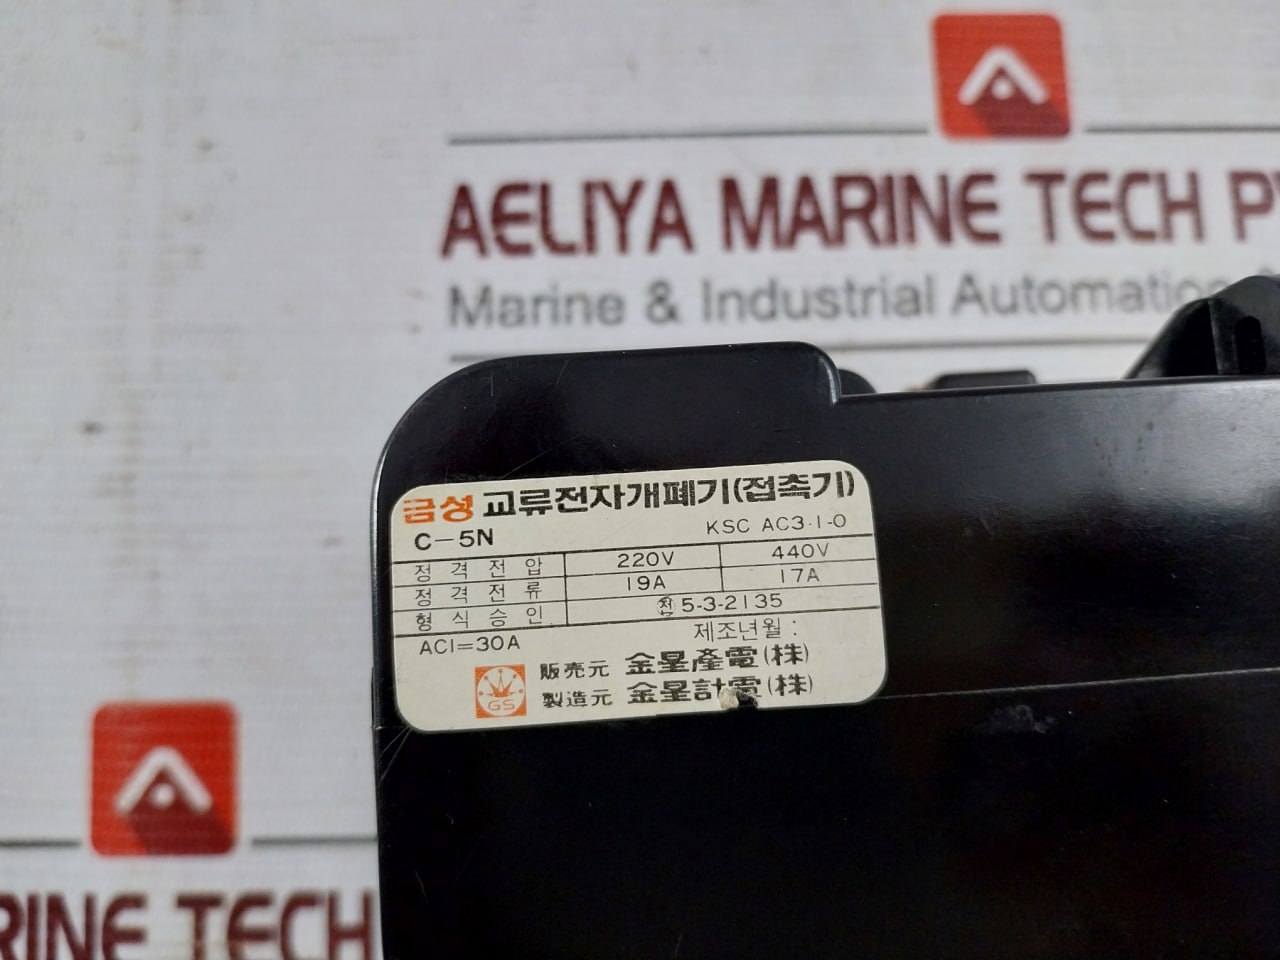 AELIYA MARINE TECH P
Marine & Industrial Automation
금성 교류전자개폐기(접촉기)
C-5N KSC AC3·1-0
정격전압 220V 440V
정격전류 19A 17A
형식승인 5-3-2135
AC1=30A 제조년월 :
販売元 金星産電(株)
GS 製造元 金星計電(株)
RINE TECH